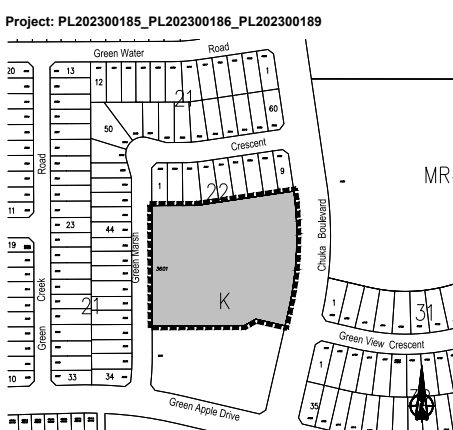 Project: PL202300185_PL202300186_PL202300189
Green Water Road
20
13
12
21
1
60
50
Crescent
Road
1
22
9
MR
11
23
44
Green Marsh
Chuka Boulevard
19
3601
K
Creek
21
1
31
Green
Green View Crescent
1
10
33
34
Green Apple Drive
35